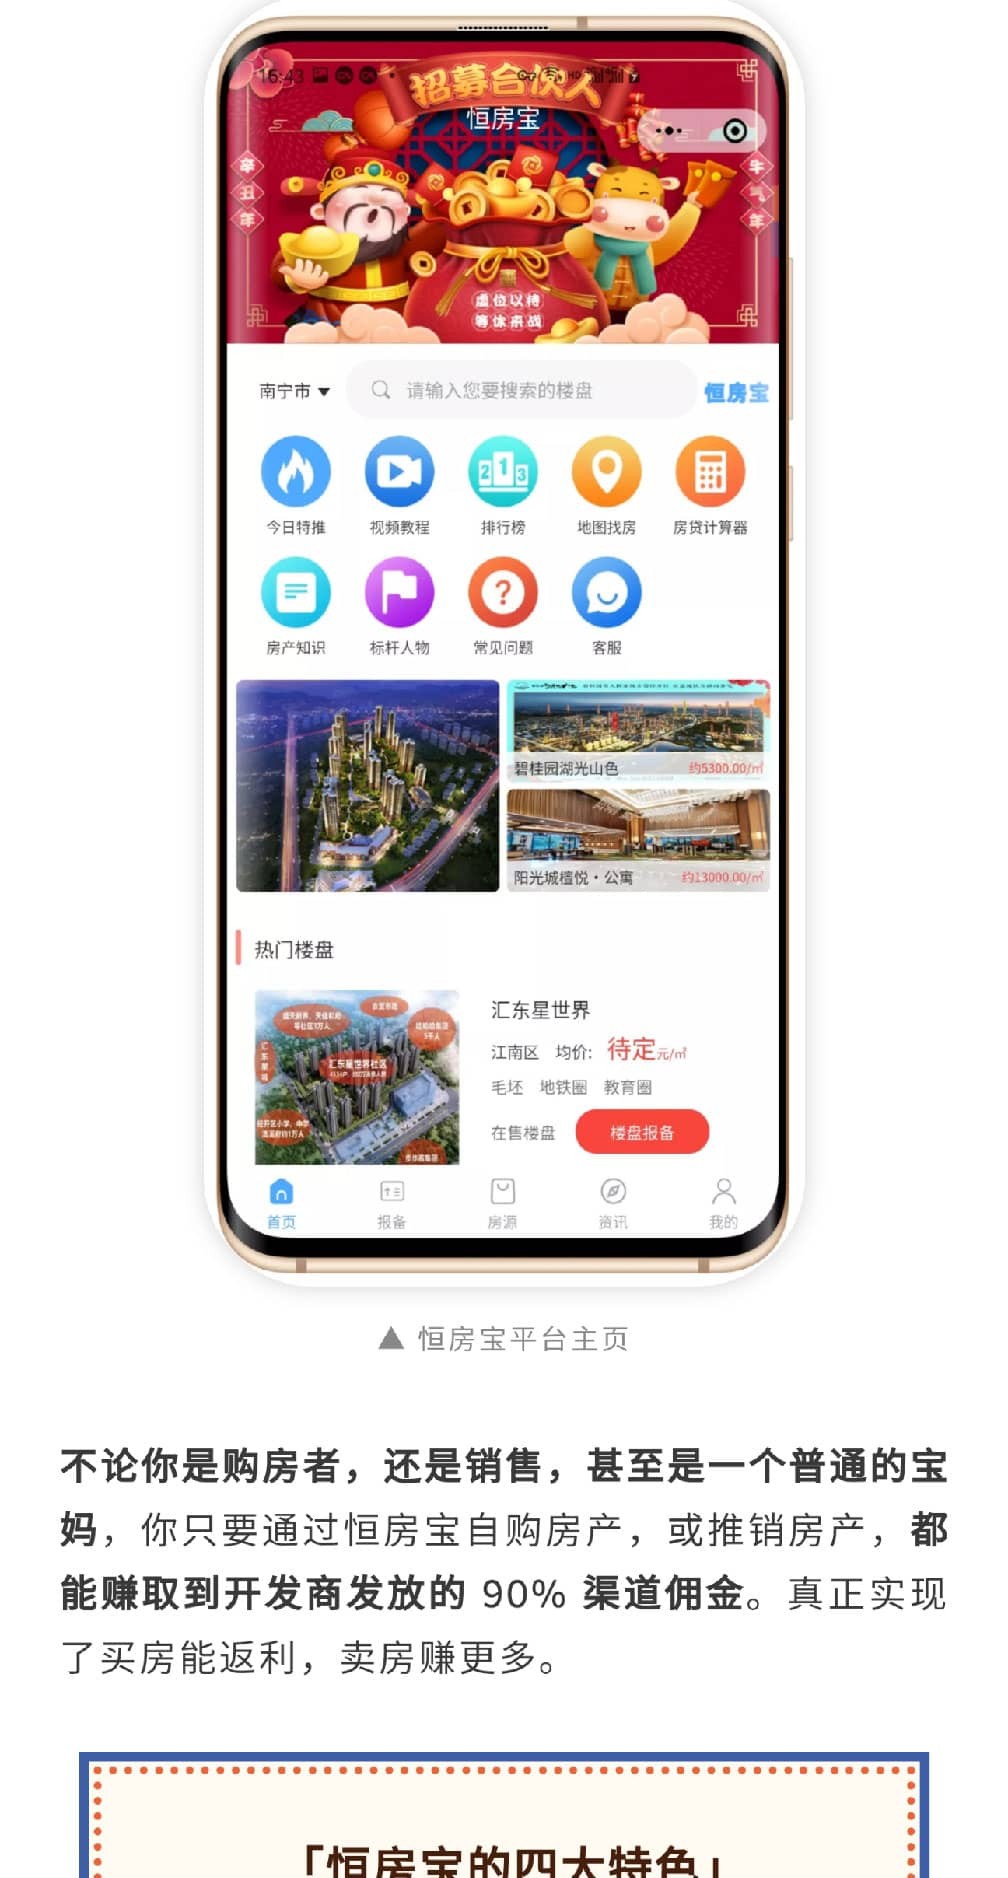 16:43
招募合伙人
恒房宝
辛丑年
牛气年
虚位以待
等你来战
南宁市
请输入您要搜索的楼盘
恒房宝
今日特推 视频教程 排行榜 地图找房 房贷计算器
房产知识 标杆人物 常见问题 客服
碧桂园湖光山色 约5300.00/㎡
阳光城檀悦·公寓 约13000.00/㎡
热门楼盘
汇东星世界
江南区 均价: 待定元/㎡
毛坯 地铁圈 教育圈
在售楼盘 楼盘报备
汇东星世界社区
首页 报备 房源 资讯 我的
▲ 恒房宝平台主页
不论你是购房者，还是销售，甚至是一个普通的宝
妈，你只要通过恒房宝自购房产，或推销房产，都
能赚取到开发商发放的 90% 渠道佣金。真正实现
了买房能返利，卖房赚更多。
「恒房宝的四大特色」